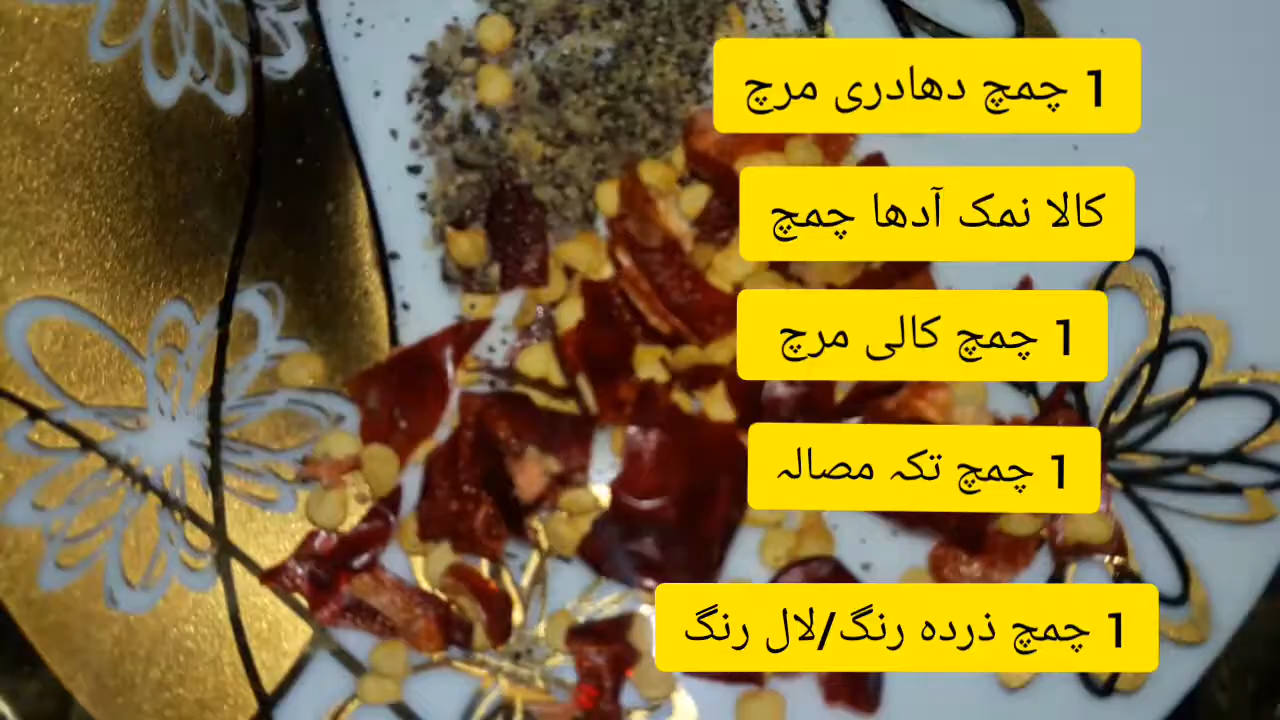 1 چمچ دھادری مرچ
کالا نمک آدھا چمچ
1 چمچ کالی مرچ
1 چمچ تکہ مصالہ
1 چمچ ذردہ رنگ/لال رنگ